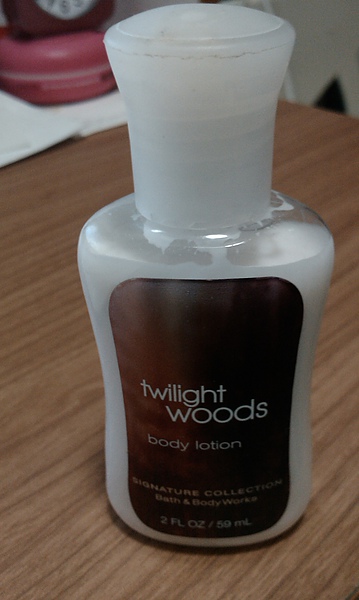 twilight
woods
body lotion
SIGNATURE COLLECTION
Bath & Body Works
2 FL OZ / 59 mL